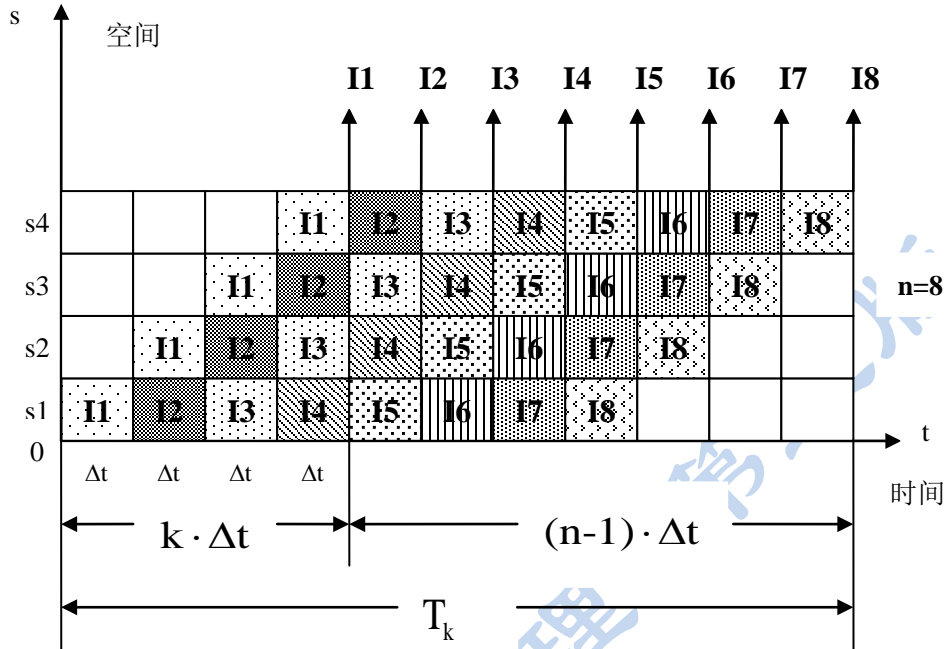 s
空间
I1 I2 I3 I4 I5 I6 I7 I8
s4 I1 I2 I3 I4 I5 I6 I7 I8
s3 I1 I2 I3 I4 I5 I6 I7 I8 n=8
s2 I1 I2 I3 I4 I5 I6 I7 I8
s1 I1 I2 I3 I4 I5 I6 I7 I8
0 t
Δt Δt Δt Δt 时间
k·Δt (n-1)·Δt
Tk
理